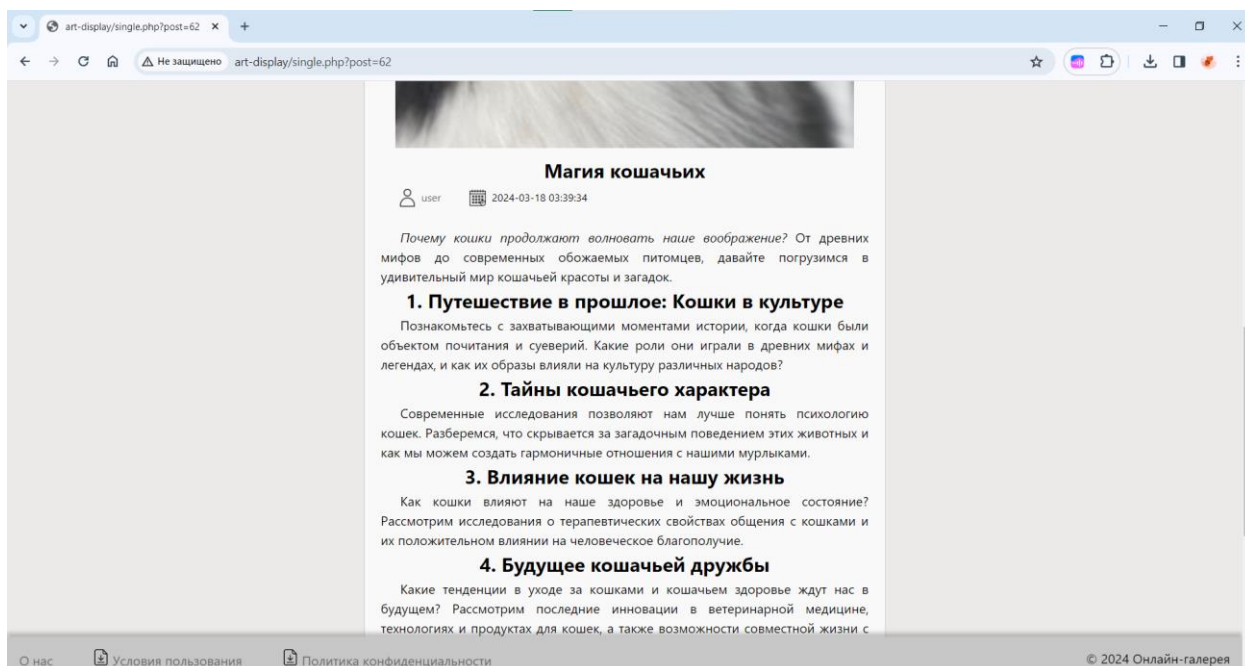 art-display/single.php?post=62
Не защищено art-display/single.php?post=62
Магия кошачьих
user 2024-03-18 03:39:34
Почему кошки продолжают волновать наше воображение? От древних
мифов до современных обожаемых питомцев, давайте погрузимся в
удивительный мир кошачьей красоты и загадок.
1. Путешествие в прошлое: Кошки в культуре
Познакомьтесь с захватывающими моментами истории, когда кошки были
объектом почитания и суеверий. Какие роли они играли в древних мифах и
легендах, и как их образы влияли на культуру различных народов?
2. Тайны кошачьего характера
Современные исследования позволяют нам лучше понять психологию
кошек. Разберемся, что скрывается за загадочным поведением этих животных и
как мы можем создать гармоничные отношения с нашими мурлыками.
3. Влияние кошек на нашу жизнь
Как кошки влияют на наше здоровье и эмоциональное состояние?
Рассмотрим исследования о терапевтических свойствах общения с кошками и
их положительном влиянии на человеческое благополучие.
4. Будущее кошачьей дружбы
Какие тенденции в уходе за кошками и кошачьем здоровье ждут нас в
будущем? Рассмотрим последние инновации в ветеринарной медицине,
технологиях и продуктах для кошек, а также возможности совместной жизни с
О нас Условия пользования Политика конфиденциальности © 2024 Онлайн-галерея